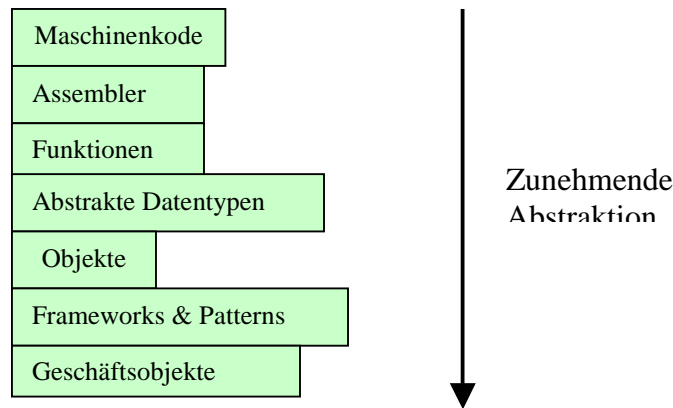 Maschinenkode
Assembler
Funktionen
Abstrakte Datentypen
Objekte
Frameworks & Patterns
Geschäftsobjekte
Zunehmende
Abstraktion